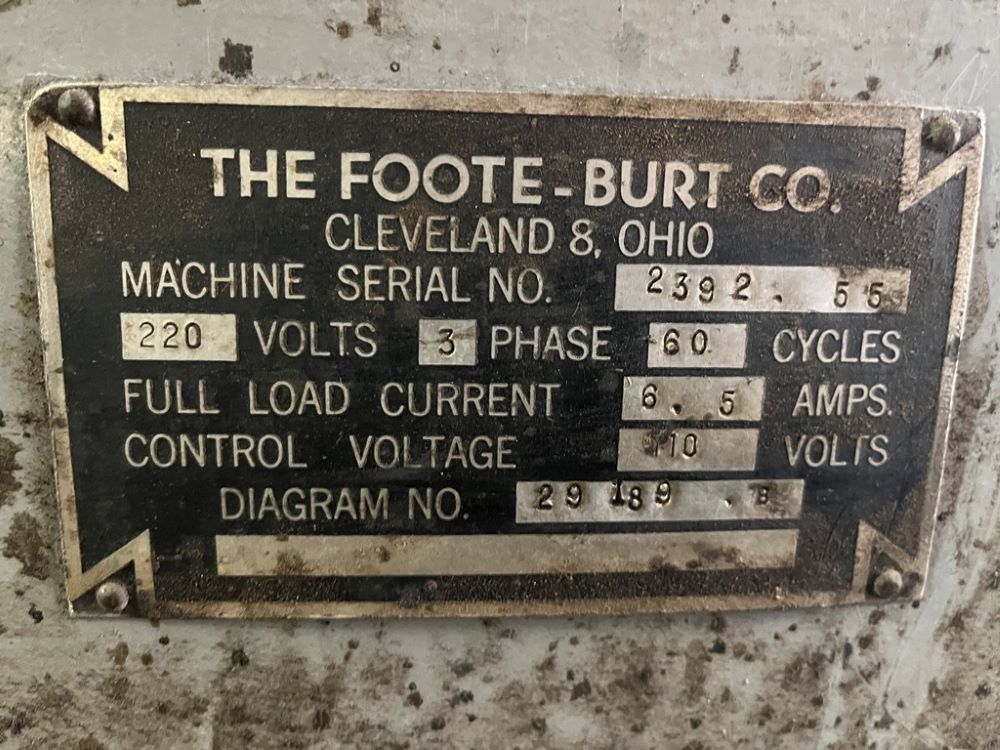 THE FOOTE-BURT CO.
CLEVELAND 8, OHIO
MACHINE SERIAL NO. 2392. 55
220 VOLTS 3 PHASE 60 CYCLES
FULL LOAD CURRENT 6.5 AMPS.
CONTROL VOLTAGE 110 VOLTS
DIAGRAM NO. 29189 .B